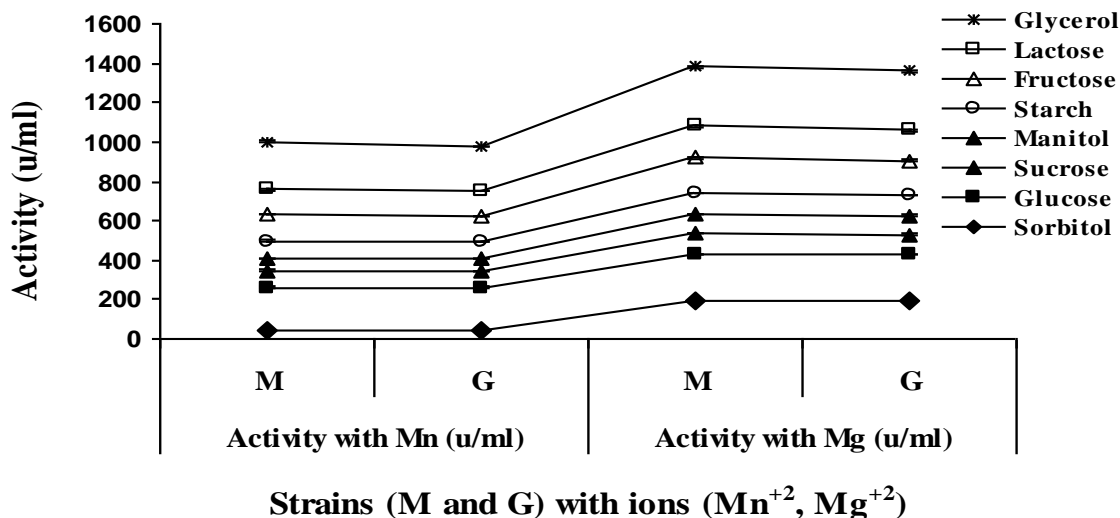 1600
1400
1200
1000
800
600
400
200
0
Activity (u/ml)
Glycerol
Lactose
Fructose
Starch
Manitol
Sucrose
Glucose
Sorbitol
M G M G
Activity with Mn (u/ml) Activity with Mg (u/ml)
Strains (M and G) with ions (Mn⁺², Mg⁺²)